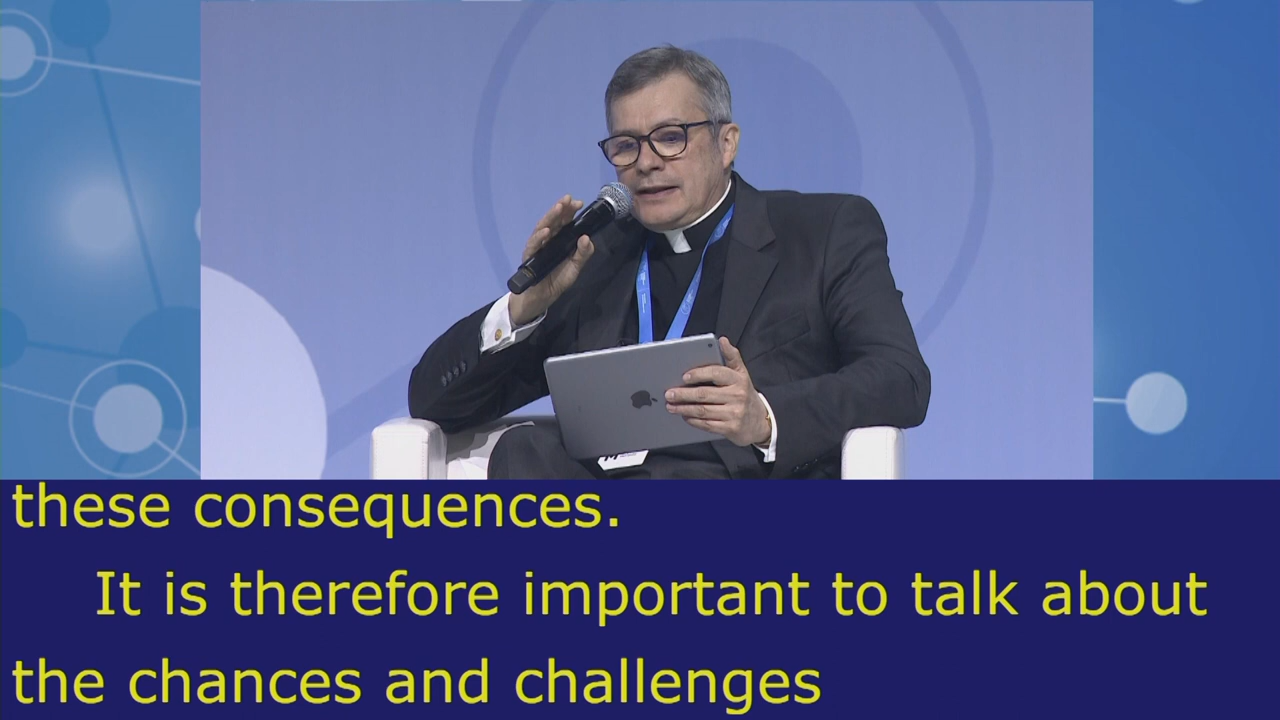 these consequences.
It is therefore important to talk about
the chances and challenges